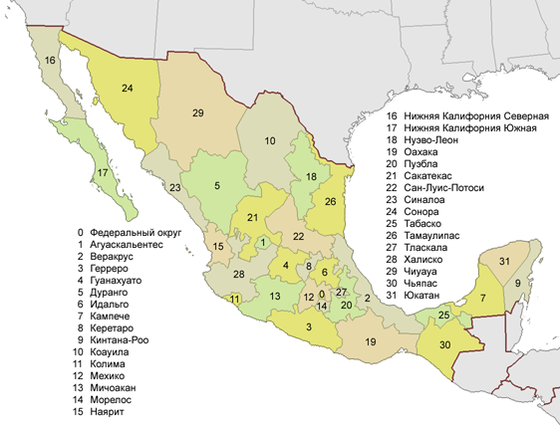 16 Нижняя Калифорния Северная
17 Нижняя Калифорния Южная
18 Нуэво-Леон
19 Оахака
20 Пуэбла
21 Сакатекас
22 Сан-Луис-Потоси
23 Синалоа
24 Сонора
25 Табаско
26 Тамаулипас
27 Тласкала
28 Халиско
29 Чиуауа
30 Чьяпас
31 Юкатан
0 Федеральный округ
1 Агуаскальентес
2 Веракрус
3 Герреро
4 Гуанахуато
5 Дуранго
6 Идальго
7 Кампече
8 Керетаро
9 Кинтана-Роо
10 Коауила
11 Колима
12 Мехико
13 Мичоакан
14 Морелос
15 Наярит
16
24
29
10
17
23
5
18
26
21
22
15
1
28
4
8
6
11
13
12
0
14
27
20
2
3
19
25
30
7
31
9